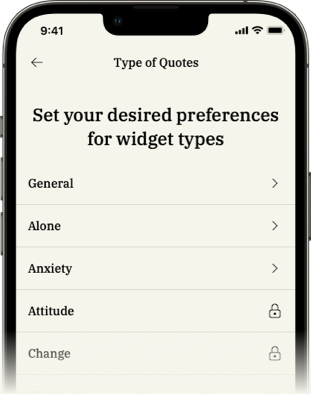 9:41
Type of Quotes
Set your desired preferences
for widget types
General
Alone
Anxiety
Attitude
Change